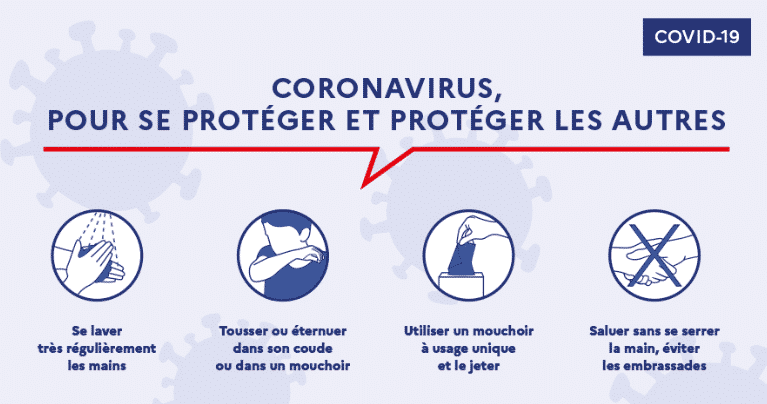 COVID-19
CORONAVIRUS,
POUR SE PROTÉGER ET PROTÉGER LES AUTRES
Se laver
très régulièrement
les mains
Tousser ou éternuer
dans son coude
ou dans un mouchoir
Utiliser un mouchoir
à usage unique
et le jeter
Saluer sans se serrer
la main, éviter
les embrassades